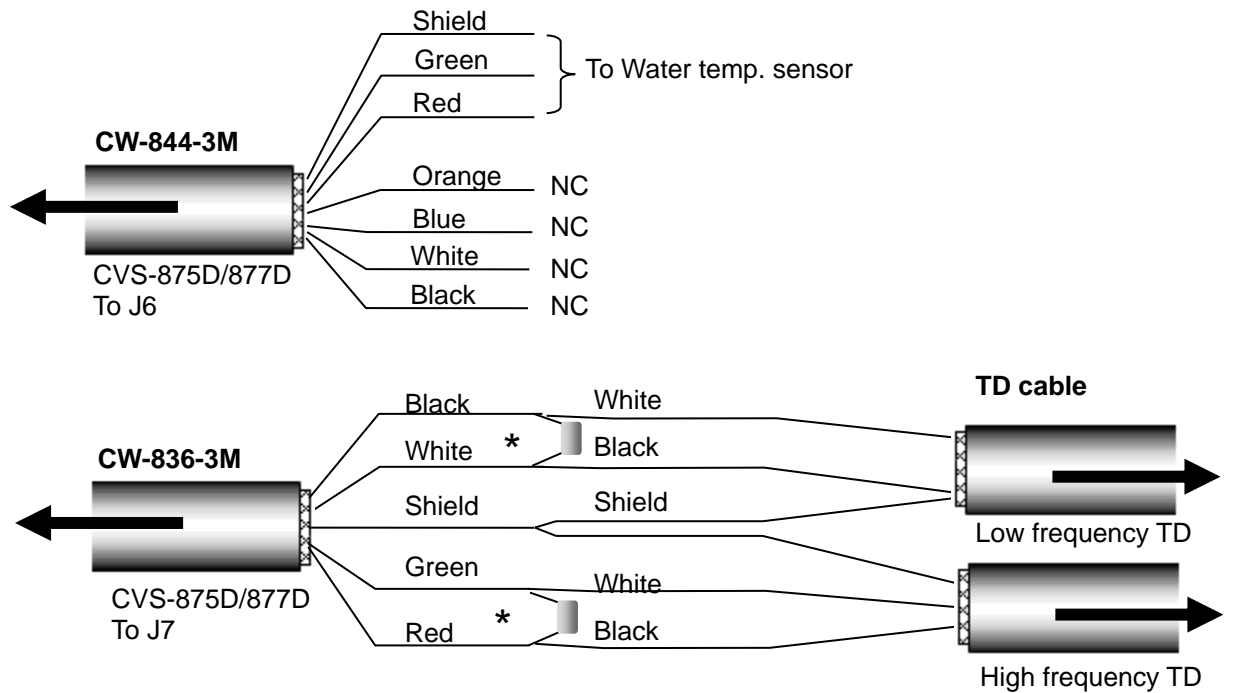 Shield
Green
To Water temp. sensor
Red
CW-844-3M
Orange NC
Blue NC
White NC
Black NC
CVS-875D/877D
To J6
TD cable
Black White
White * Black
CW-836-3M
Shield Shield
Low frequency TD
Green White
CVS-875D/877D
To J7
Red * Black
High frequency TD